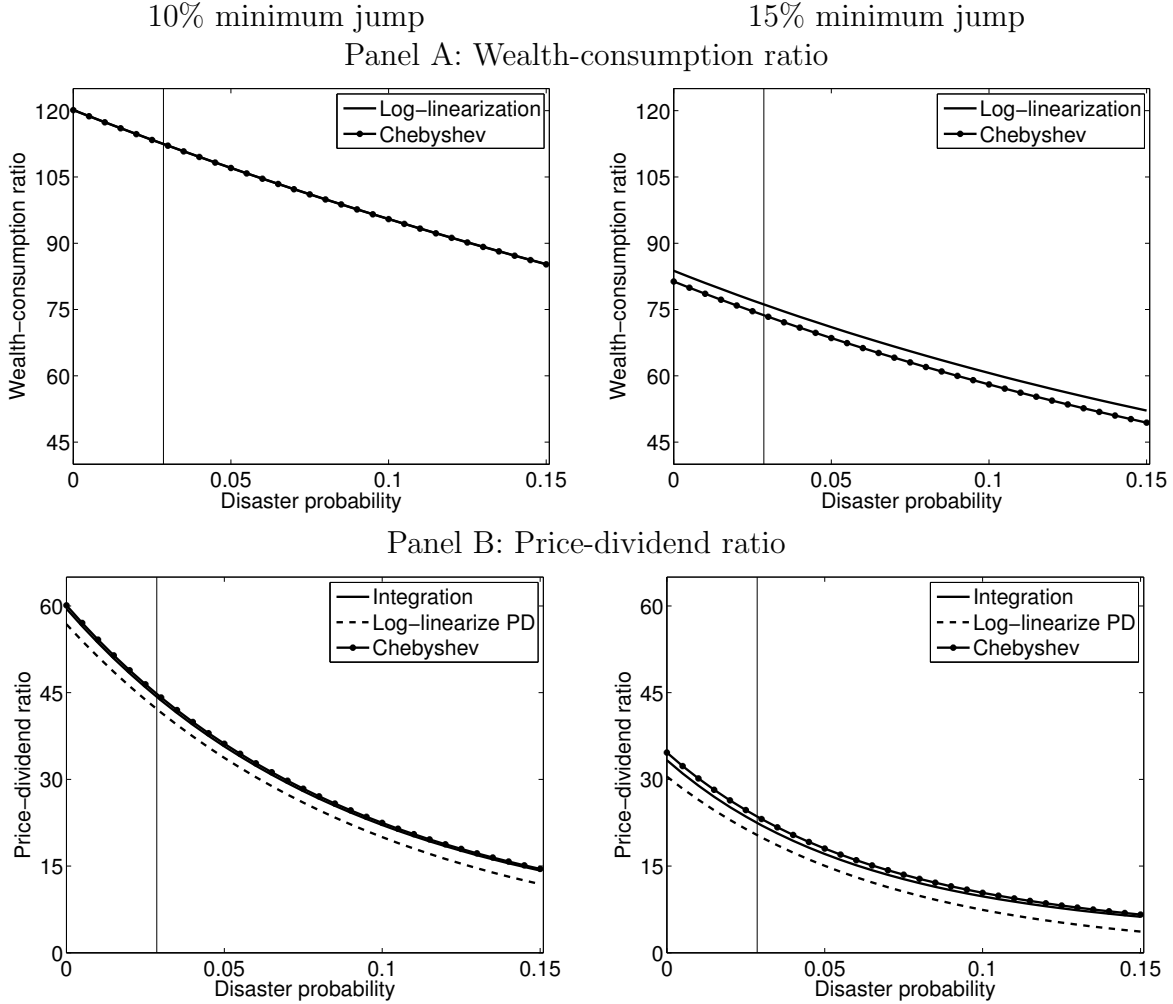 10% minimum jump
15% minimum jump
Panel A: Wealth-consumption ratio
Wealth−consumption ratio
120
105
90
75
60
45
0
0.05
0.1
0.15
Disaster probability
Log−linearization
Chebyshev
Wealth−consumption ratio
120
105
90
75
60
45
0
0.05
0.1
0.15
Disaster probability
Log−linearization
Chebyshev
Panel B: Price-dividend ratio
Price−dividend ratio
60
45
30
15
0
0
0.05
0.1
0.15
Disaster probability
Integration
Log−linearize PD
Chebyshev
Price−dividend ratio
60
45
30
15
0
0
0.05
0.1
0.15
Disaster probability
Integration
Log−linearize PD
Chebyshev